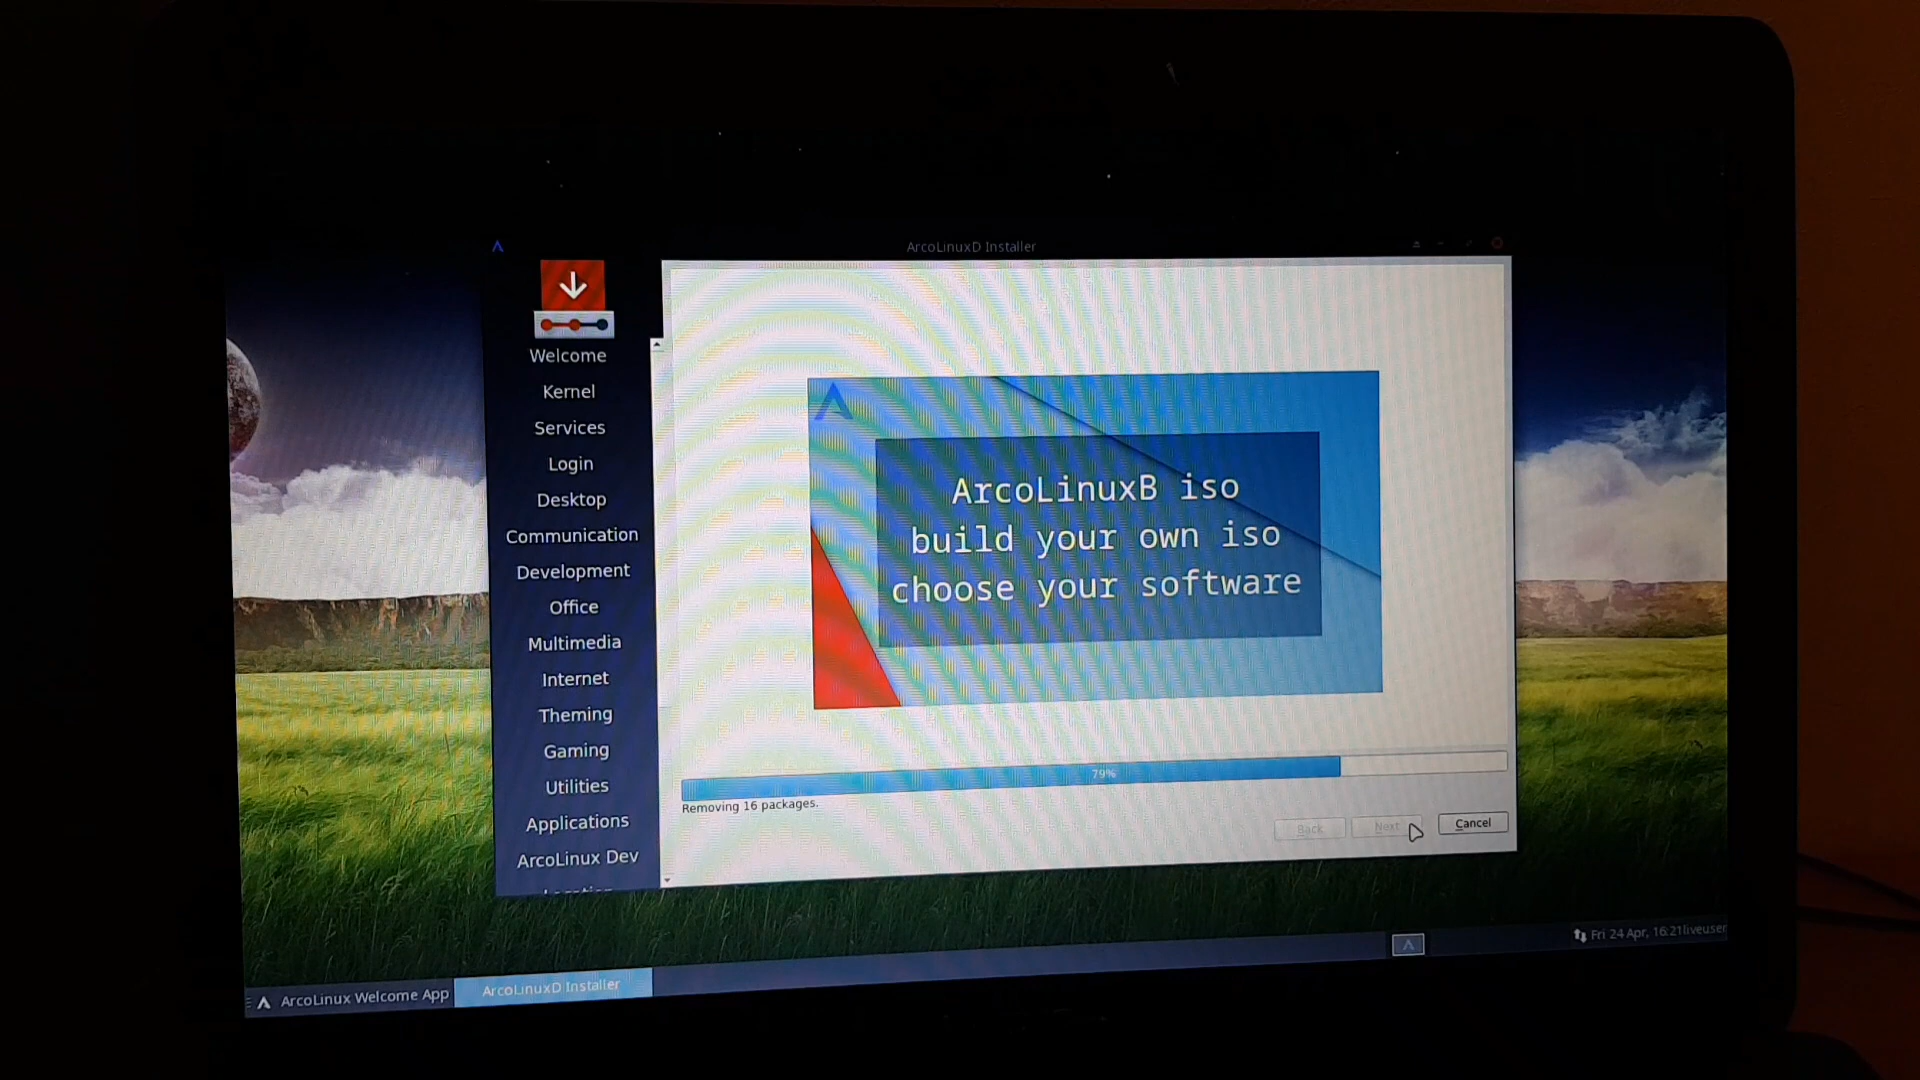 ArcoLinuxD Installer
Welcome
Kernel
Services
Login
Desktop
Communication
Development
Office
Multimedia
Internet
Theming
Gaming
Utilities
Applications
ArcoLinux Dev
ArcoLinuxB iso
build your own iso
choose your software
79%
Removing 16 packages.
Back
Next
Cancel
ArcoLinux Welcome App
ArcoLinuxD Installer
Fri 24 Apr, 16:21liveuser